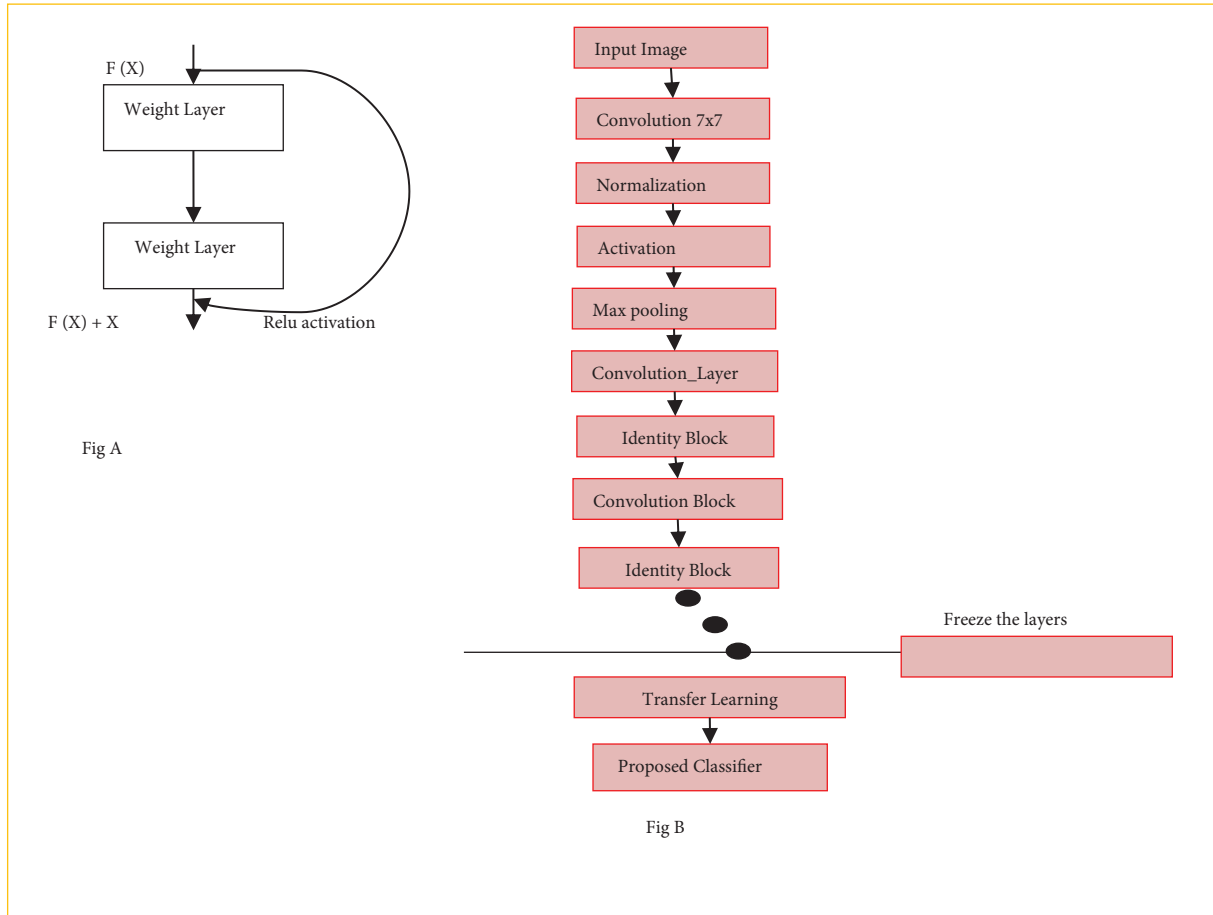 F (X)
Weight Layer
Weight Layer
F (X) + X
Relu activation
Fig A
Input Image
Convolution 7x7
Normalization
Activation
Max pooling
Convolution_Layer
Identity Block
Convolution Block
Identity Block
Freeze the layers
Transfer Learning
Proposed Classifier
Fig B